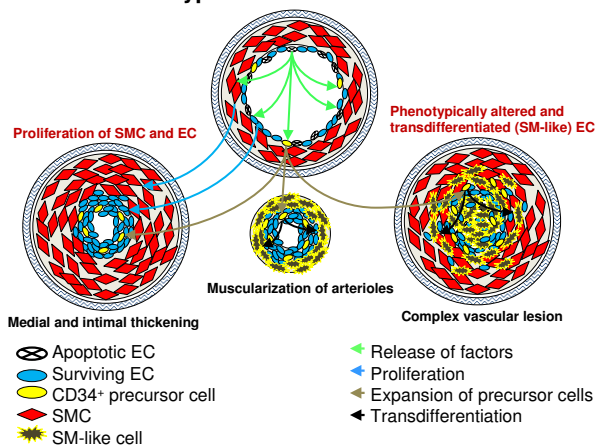 Phenotypically altered and
transdifferentiated (SM-like) EC
Proliferation of SMC and EC
Muscularization of arterioles
Medial and intimal thickening
Complex vascular lesion
Apoptotic EC
Surviving EC
CD34⁺ precursor cell
SMC
SM-like cell
Release of factors
Proliferation
Expansion of precursor cells
Transdifferentiation